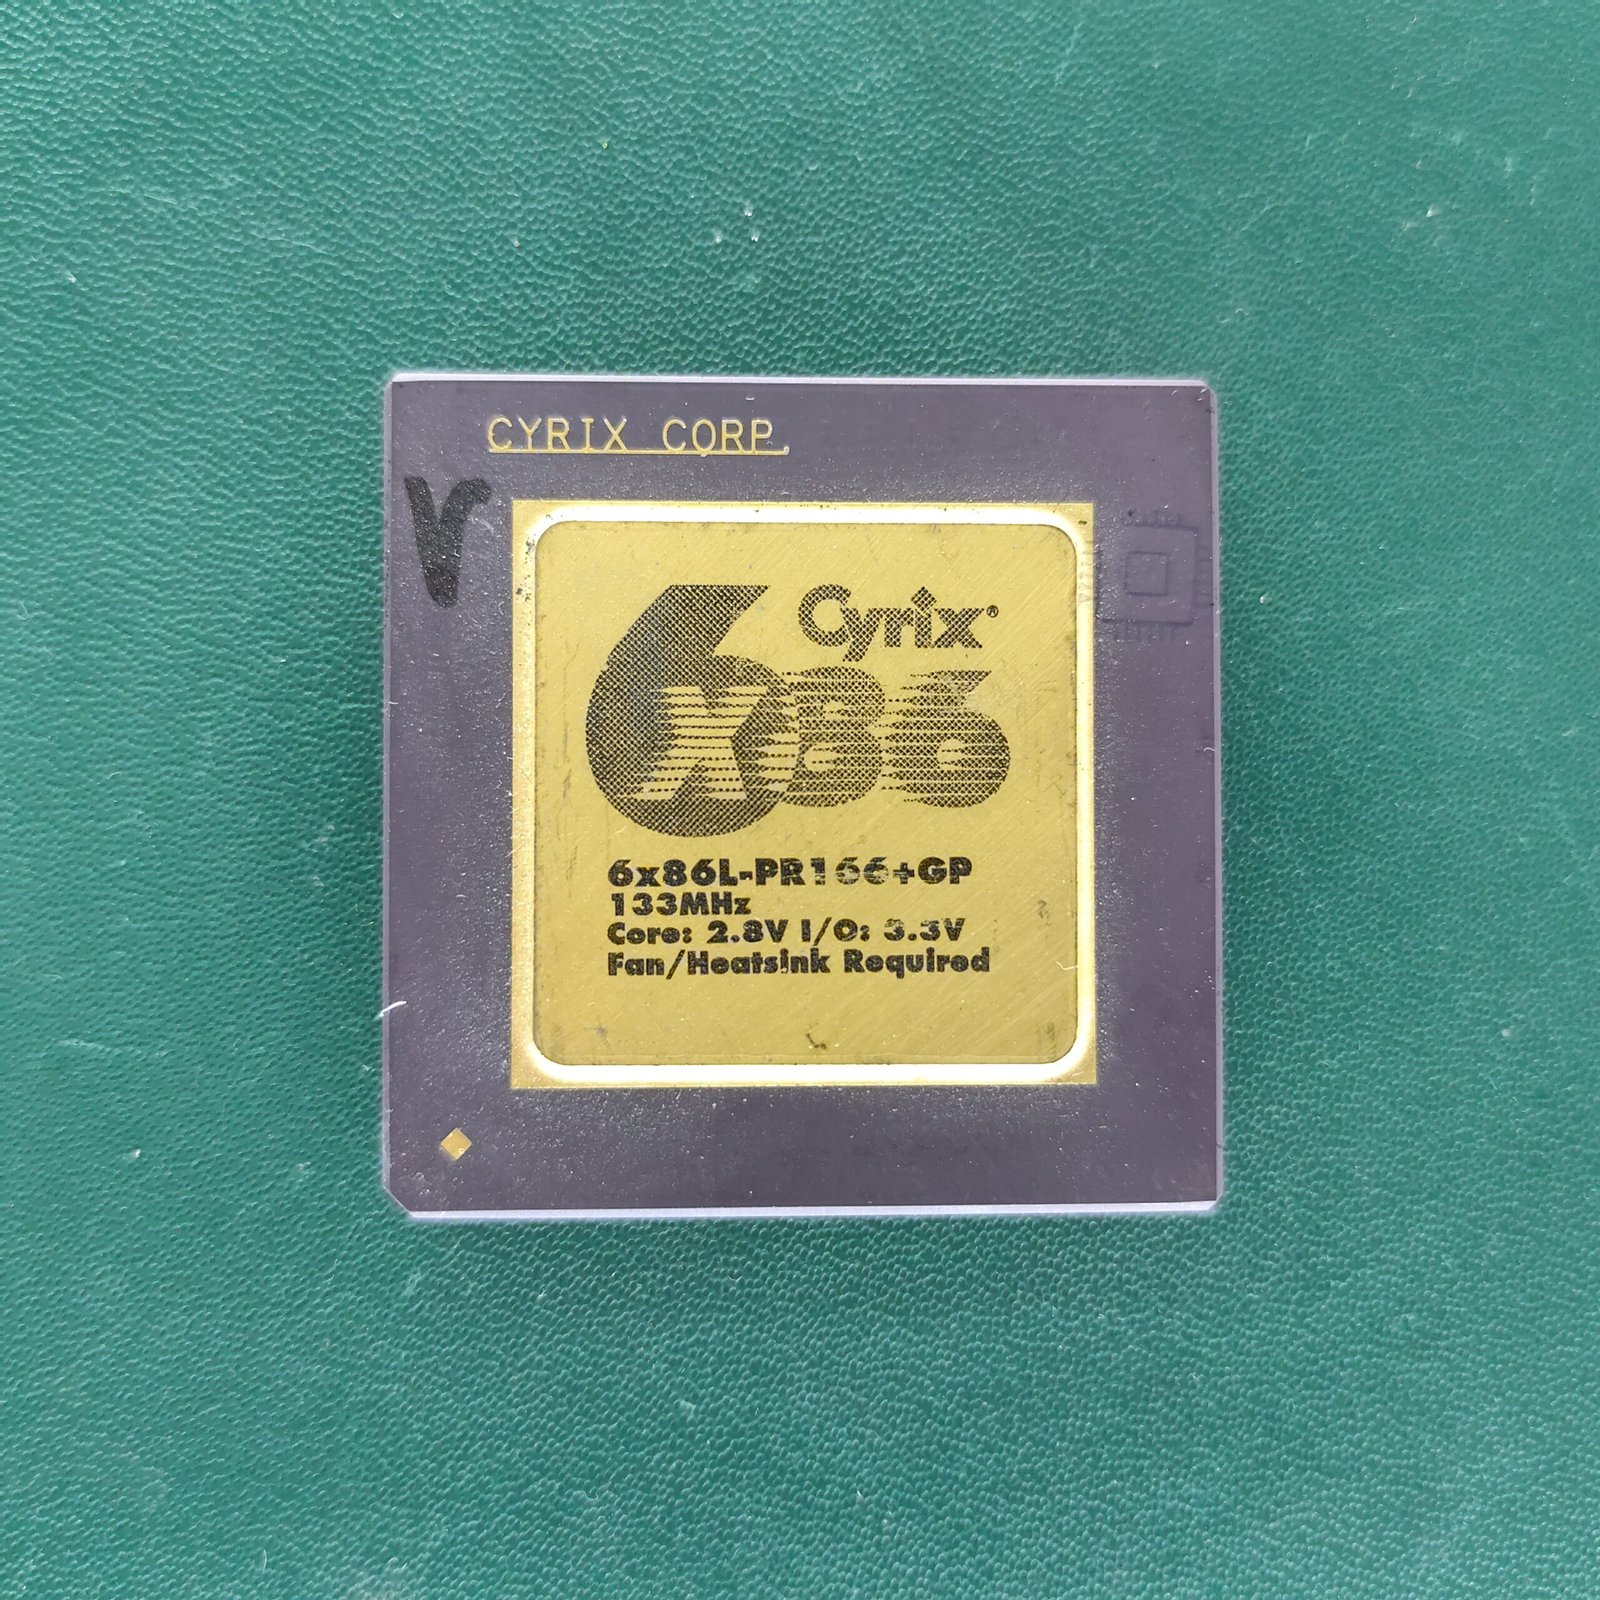 CYRIX CORP.
Cyrix®
6x86
6x86L-PR166+GP
133MHz
Core: 2.8V I/O: 3.3V
Fan/Heatsink Required